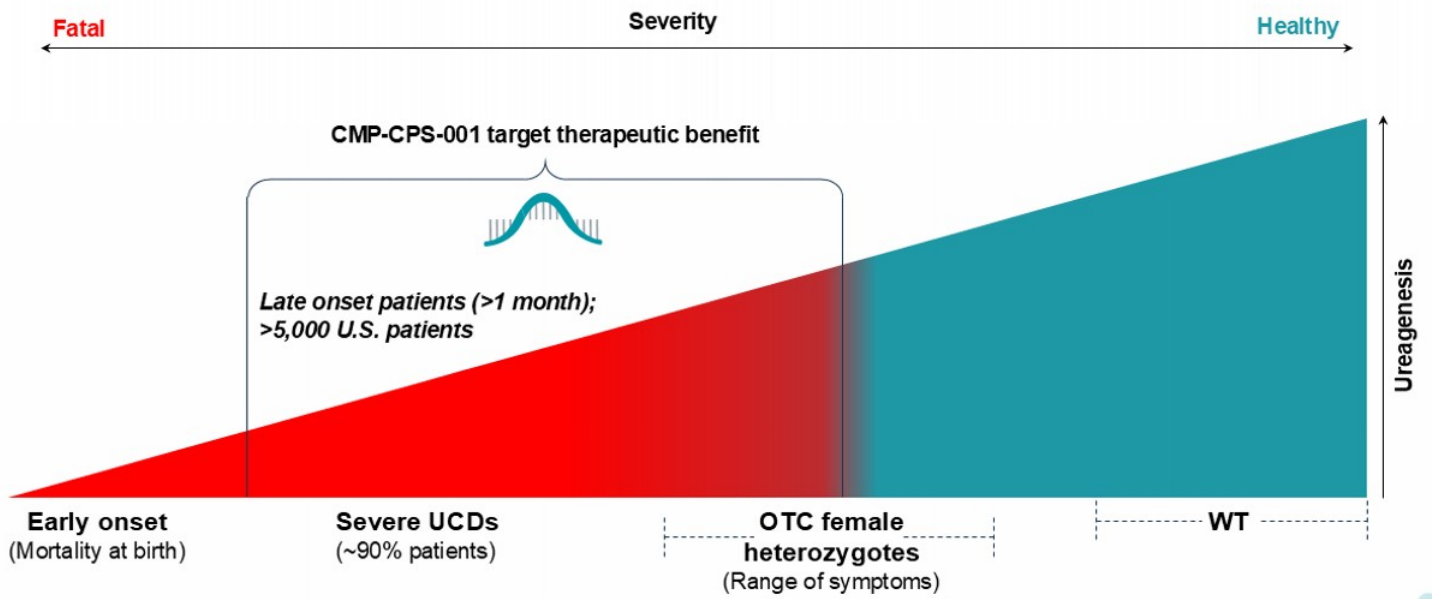 Fatal
Severity
Healthy
CMP-CPS-001 target therapeutic benefit
Late onset patients (>1 month);
>5,000 U.S. patients
Ureagenesis
Early onset
(Mortality at birth)
Severe UCDs
(~90% patients)
OTC female
heterozygotes
(Range of symptoms)
WT